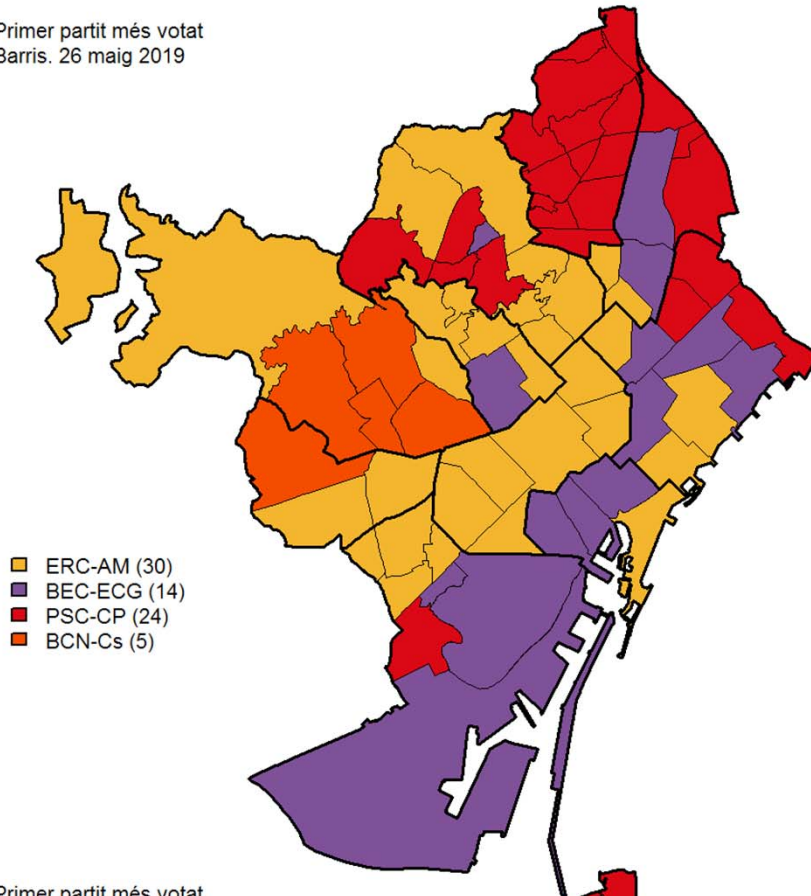 Primer partit més votat
Barris. 26 maig 2019
ERC-AM (30)
BEC-ECG (14)
PSC-CP (24)
BCN-Cs (5)
Primer partit més votat